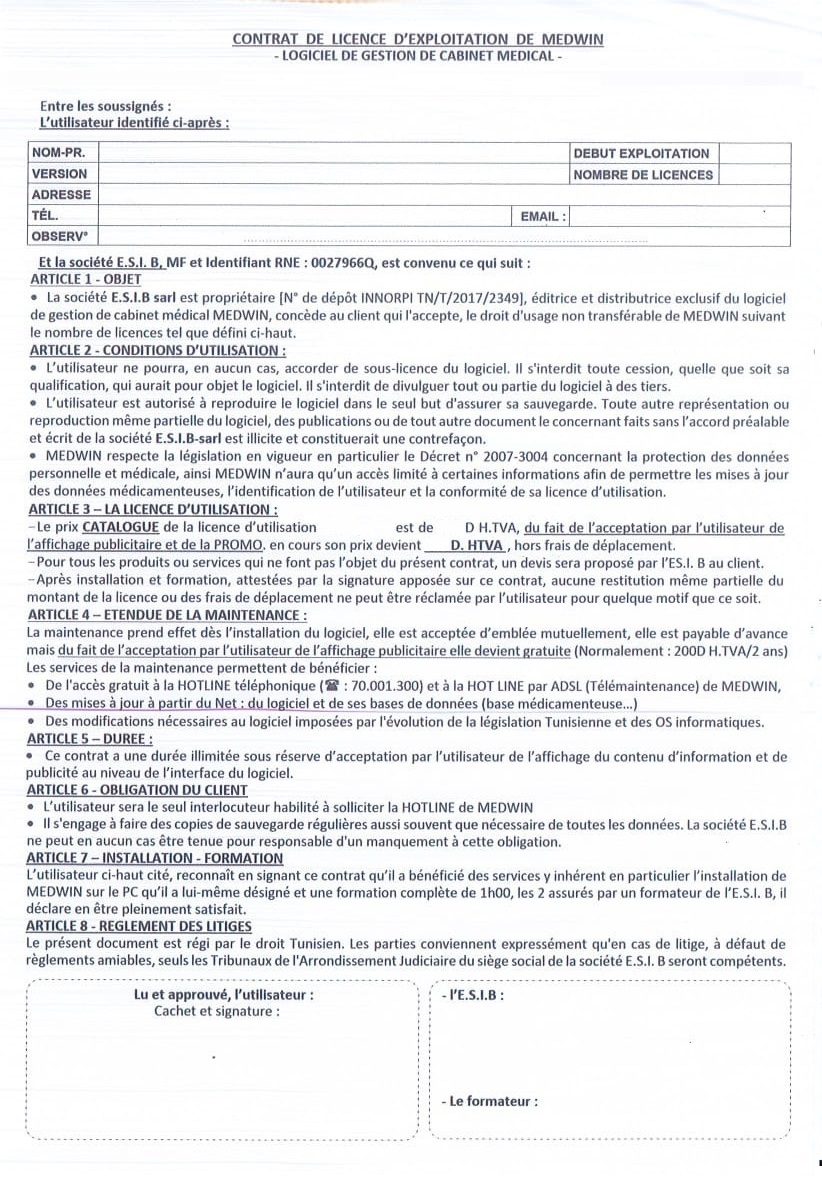 CONTRAT DE LICENCE D'EXPLOITATION DE MEDWIN
- LOGICIEL DE GESTION DE CABINET MEDICAL -
Entre les soussignés :
L'utilisateur identifié ci-après :
NOM-PR. DEBUT EXPLOITATION
VERSION NOMBRE DE LICENCES
ADRESSE
TÉL. EMAIL :
OBSERV°
Et la société E.S.I. B, MF et Identifiant RNE : 0027966Q, est convenu ce qui suit :
ARTICLE 1 - OBJET
• La société E.S.I.B sarl est propriétaire [N° de dépôt INNORPI TN/T/2017/2349], éditrice et distributrice exclusif du logiciel
de gestion de cabinet médical MEDWIN, concède au client qui l'accepte, le droit d'usage non transférable de MEDWIN suivant
le nombre de licences tel que défini ci-haut.
ARTICLE 2 - CONDITIONS D'UTILISATION :
• L'utilisateur ne pourra, en aucun cas, accorder de sous-licence du logiciel. Il s'interdit toute cession, quelle que soit sa
qualification, qui aurait pour objet le logiciel. Il s'interdit de divulguer tout ou partie du logiciel à des tiers.
• L'utilisateur est autorisé à reproduire le logiciel dans le seul but d'assurer sa sauvegarde. Toute autre représentation ou
reproduction même partielle du logiciel, des publications ou de tout autre document le concernant faits sans l'accord préalable
et écrit de la société E.S.I.B-sarl est illicite et constituerait une contrefaçon.
• MEDWIN respecte la législation en vigueur en particulier le Décret n° 2007-3004 concernant la protection des données
personnelle et médicale, ainsi MEDWIN n'aura qu'un accès limité à certaines informations afin de permettre les mises à jour
des données médicamenteuses, l'identification de l'utilisateur et la conformité de sa licence d'utilisation.
ARTICLE 3 – LA LICENCE D'UTILISATION :
–Le prix CATALOGUE de la licence d'utilisation est de D H.TVA, du fait de l'acceptation par l'utilisateur de
l'affichage publicitaire et de la PROMO. en cours son prix devient ____D. HTVA , hors frais de déplacement.
–Pour tous les produits ou services qui ne font pas l'objet du présent contrat, un devis sera proposé par l'ES.I. B au client.
–Après installation et formation, attestées par la signature apposée sur ce contrat, aucune restitution même partielle du
montant de la licence ou des frais de déplacement ne peut être réclamée par l'utilisateur pour quelque motif que ce soit.
ARTICLE 4 – ETENDUE DE LA MAINTENANCE :
La maintenance prend effet dès l'installation du logiciel, elle est acceptée d'emblée mutuellement, elle est payable d'avance
mais du fait de l'acceptation par l'utilisateur de l'affichage publicitaire elle devient gratuite (Normalement : 200D H.TVA/2 ans)
Les services de la maintenance permettent de bénéficier :
• De l'accès gratuit à la HOTLINE téléphonique (☎ : 70.001.300) et à la HOT LINE par ADSL (Télémaintenance) de MEDWIN,
• Des mises à jour à partir du Net : du logiciel et de ses bases de données (base médicamenteuse...)
• Des modifications nécessaires au logiciel imposées par l'évolution de la législation Tunisienne et des OS informatiques.
ARTICLE 5 – DUREE :
• Ce contrat a une durée illimitée sous réserve d'acceptation par l'utilisateur de l'affichage du contenu d'information et de
publicité au niveau de l'interface du logiciel.
ARTICLE 6 - OBLIGATION DU CLIENT
• L'utilisateur sera le seul interlocuteur habilité à solliciter la HOTLINE de MEDWIN
• Il s'engage à faire des copies de sauvegarde régulières aussi souvent que nécessaire de toutes les données. La société E.S.I.B
ne peut en aucun cas être tenue pour responsable d'un manquement à cette obligation.
ARTICLE 7 – INSTALLATION - FORMATION
L'utilisateur ci-haut cité, reconnaît en signant ce contrat qu'il a bénéficié des services y inhérent en particulier l'installation de
MEDWIN sur le PC qu'il a lui-même désigné et une formation complète de 1h00, les 2 assurés par un formateur de l'E.S.I. B, il
déclare en être pleinement satisfait.
ARTICLE 8 - REGLEMENT DES LITIGES
Le présent document est régi par le droit Tunisien. Les parties conviennent expressément qu'en cas de litige, à défaut de
règlements amiables, seuls les Tribunaux de l'Arrondissement Judiciaire du siège social de la société E.S.I. B seront compétents.
Lu et approuvé, l'utilisateur :
Cachet et signature :
- l'E.S.I.B :
- Le formateur :